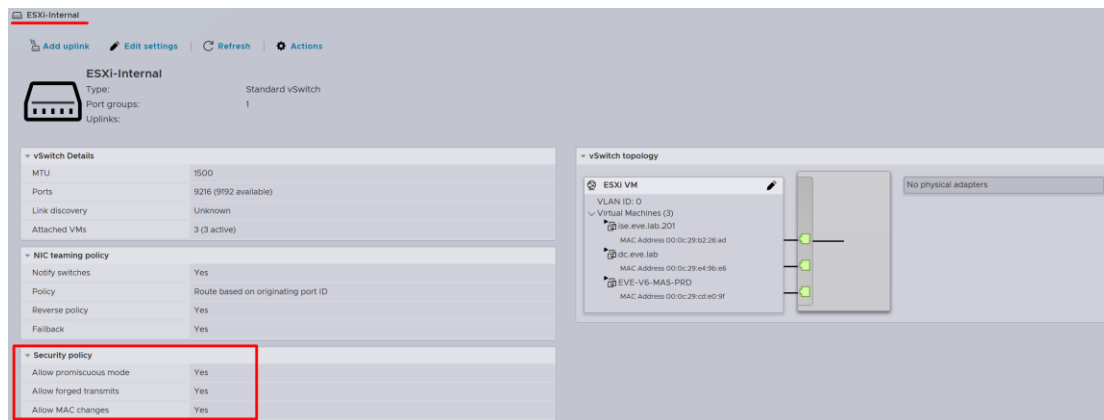 ESXi-Internal
Add uplink Edit settings Refresh Actions
ESXi-Internal
Type: Standard vSwitch
Port groups: 1
Uplinks:
vSwitch Details
MTU 1500
Ports 9216 (9192 available)
Link discovery Unknown
Attached VMs 3 (3 active)
NIC teaming policy
Notify switches Yes
Policy Route based on originating port ID
Reverse policy Yes
Failback Yes
Security policy
Allow promiscuous mode Yes
Allow forged transmits Yes
Allow MAC changes Yes
vSwitch topology
ESXi VM
VLAN ID: 0
Virtual Machines (3)
ise.eve.lab.201
MAC Address 00:0c:29:b2:26:ad
dc.eve.lab
MAC Address 00:0c:29:e4:9b:e6
EVE-V6-MAS-PRD
MAC Address 00:0c:29:cd:e0:9f
No physical adapters